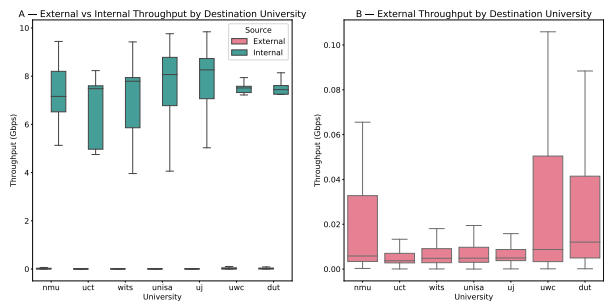 A — External vs Internal Throughput by Destination University
Throughput (Gbps)
10
8
6
4
2
0
Source
External
Internal
nmu uct wits unisa uj uwc dut
University
B — External Throughput by Destination University
Throughput (Gbps)
0.10
0.08
0.06
0.04
0.02
0.00
nmu uct wits unisa uj uwc dut
University